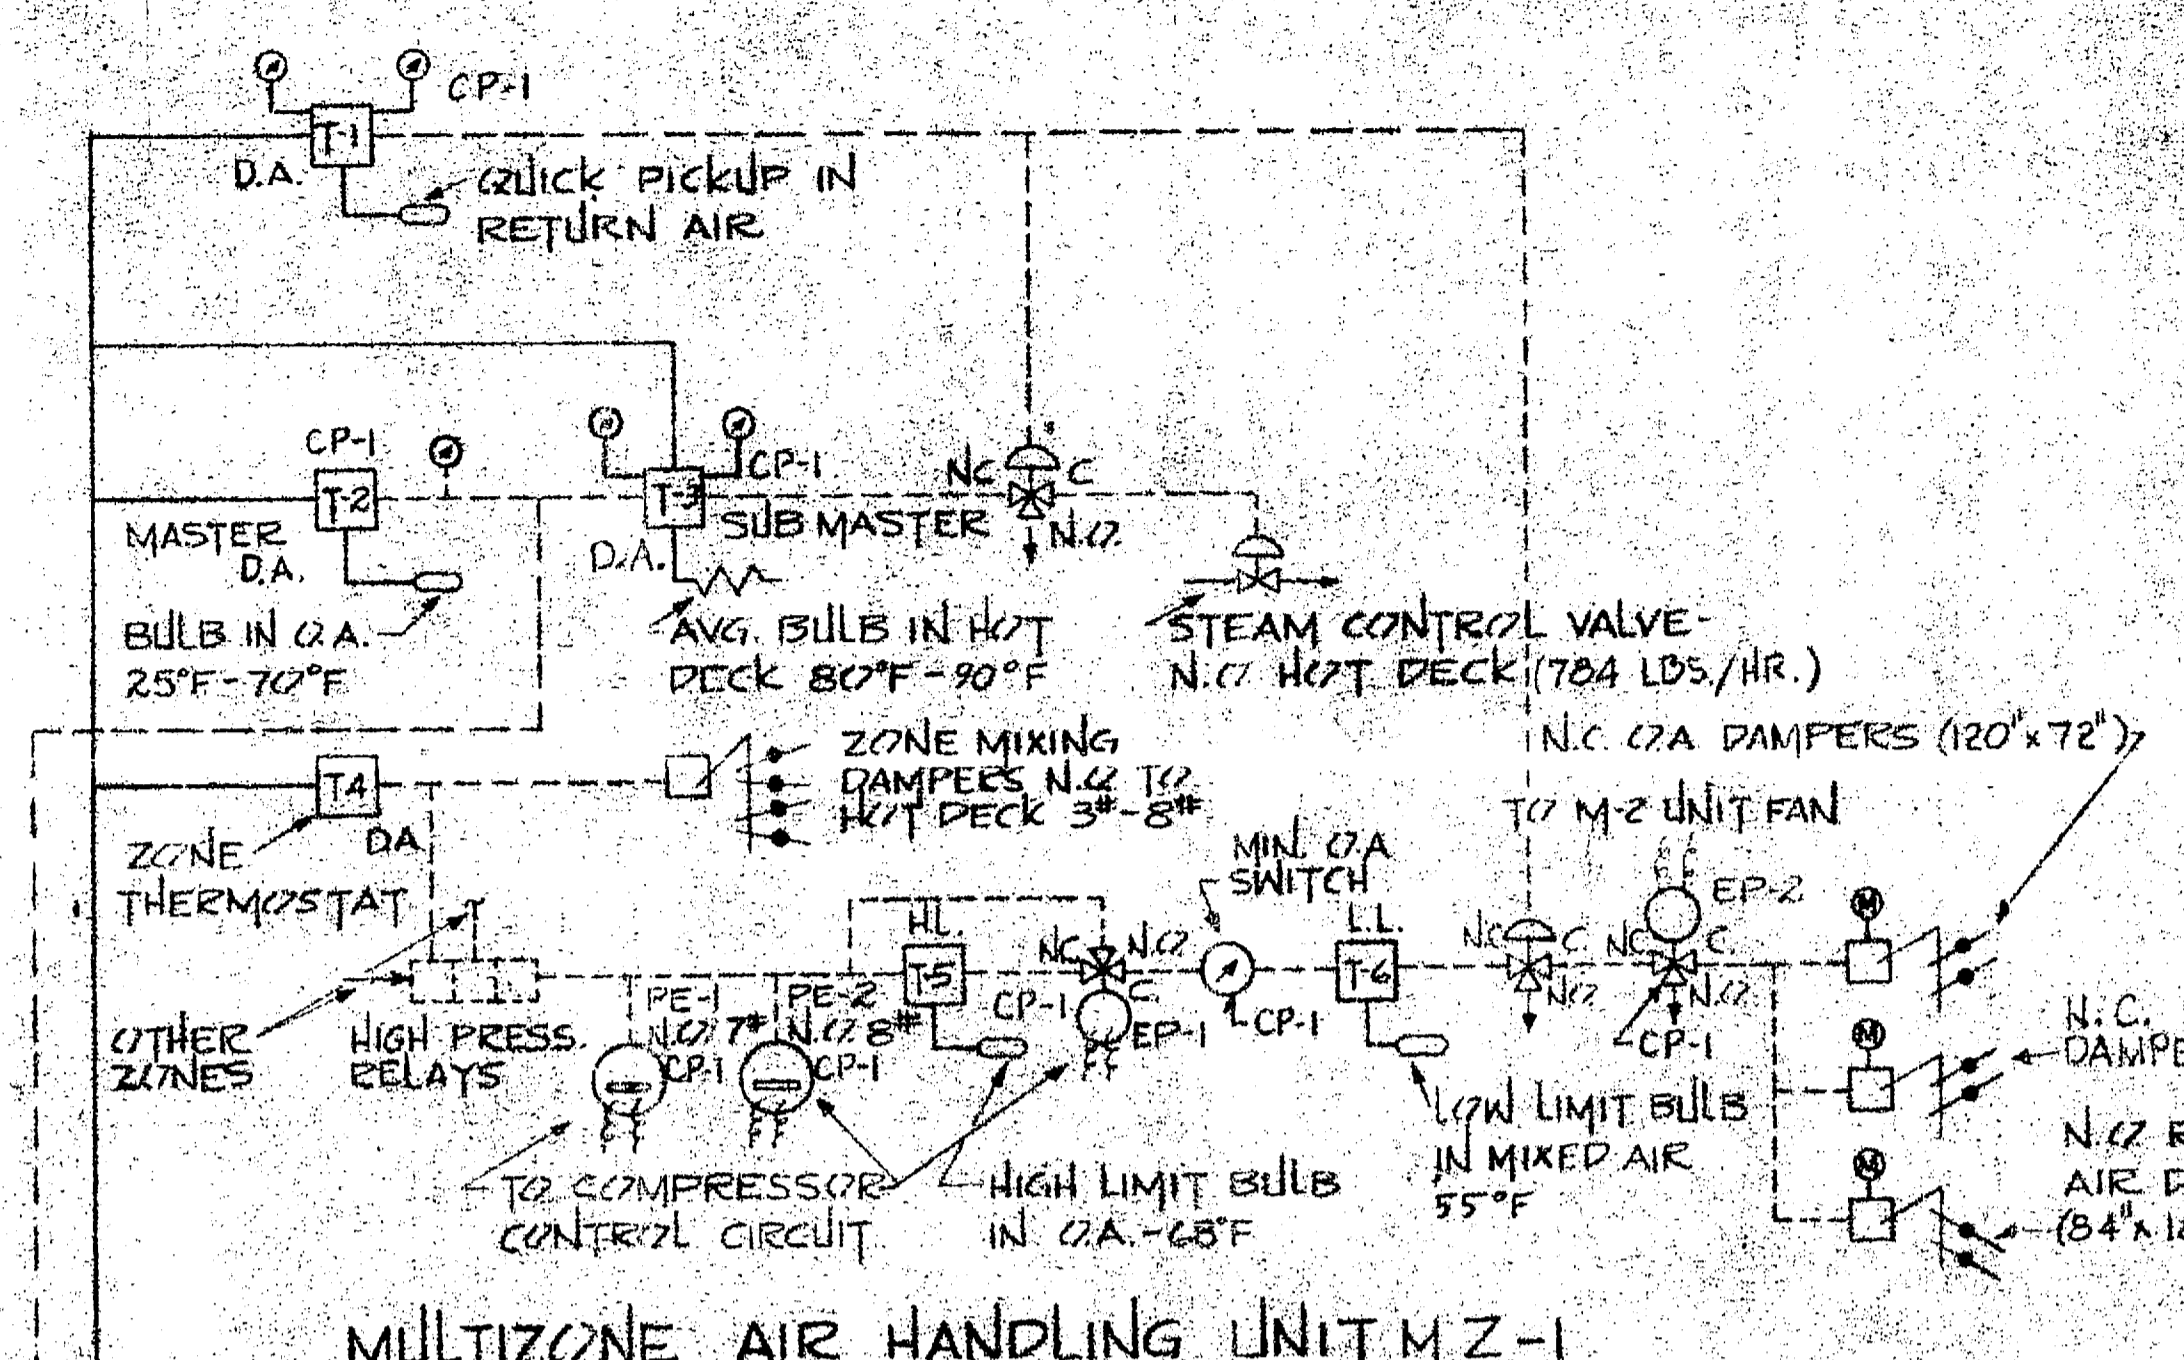 CP-1
T-1
D.A.
QUICK PICKUP IN
RETURN AIR
CP-1
T-2
MASTER
D.A.
BULB IN O.A.
25°F-70°F
T-3
CP-1
SUB MASTER
D.A.
AVG. BULB IN HOT
DECK 80°F-90°F
NC
C
N.O.
STEAM CONTROL VALVE-
N.O HOT DECK (784 LBS./HR.)
N.C. O.A DAMPERS (120"x72")
T4
D.A
ZONE
THERMOSTAT
ZONE MIXING
DAMPERS N.O TO
HOT DECK 3#-8#
TO M-2 UNIT FAN
MIN. O.A
SWITCH
EP-2
M
H.L.
L.L.
NC
N.O
N.C
C.
NC
C.
T-5
T-6
PE-1
N.O 7#
CP-1
PE-2
N.O. 8#
CP-1
CP-1
C.
EP-1
CP-1
N.O.
N.O.
CP-1
OTHER
ZONES
HIGH PRESS.
RELAYS
M
N.C.
DAMPE
LOW LIMIT BULB
IN MIXED AIR
55°F
TO COMPRESSOR
CONTROL CIRCUIT
HIGH LIMIT BULB
IN O.A.-68°F
M
N.O R
AIR D
(84"x
MULTIZONE AIR HANDLING UNIT MZ-1